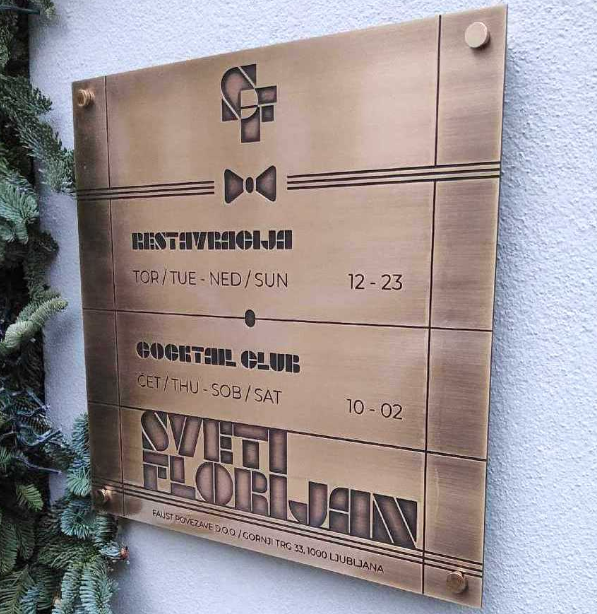 SF
RESTAVRACIJA
TOR / TUE - NED / SUN 12 - 23
COCKTAIL CLUB
ČET / THU - SOB / SAT 10 - 02
SVETI
FLORIJAN
FAUST POVEZAVE D.O.O. / GORNJI TRG 33, 1000 LJUBLJANA